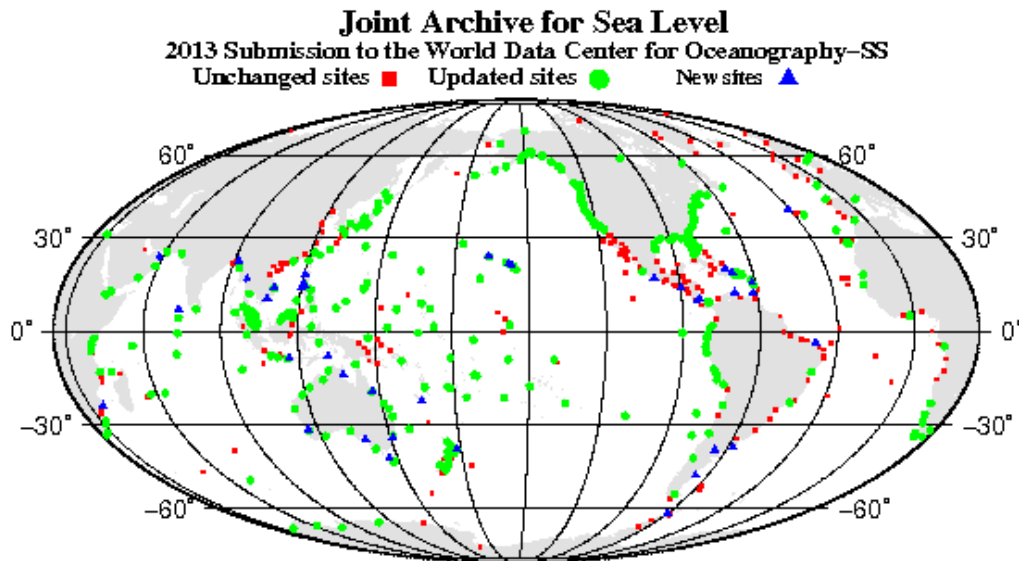 Joint Archive for Sea Level
2013 Submission to the World Data Center for Oceanography-SS
Unchanged sites Updated sites New sites
60° 60°
30° 30°
0° 0°
-30° -30°
-60° -60°